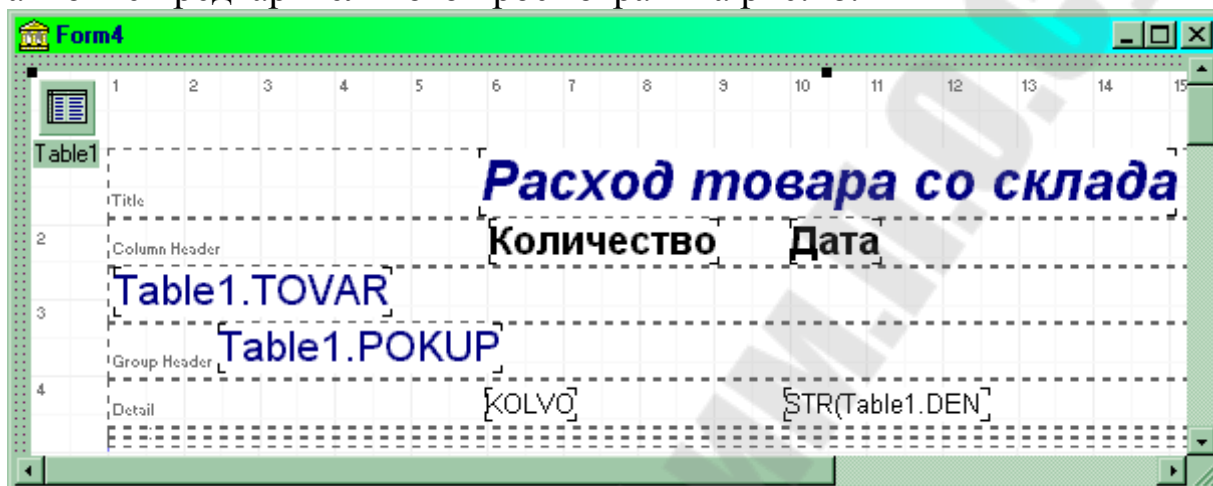 Form4
1 2 3 4 5 6 7 8 9 10 11 12 13 14 15
Table1
Расход товара со склада
Title
2
Column Header
Количество Дата
Table1.TOVAR
3
Group Header
Table1.POKUP
4
Detail
KOLVO STR(Table1.DEN